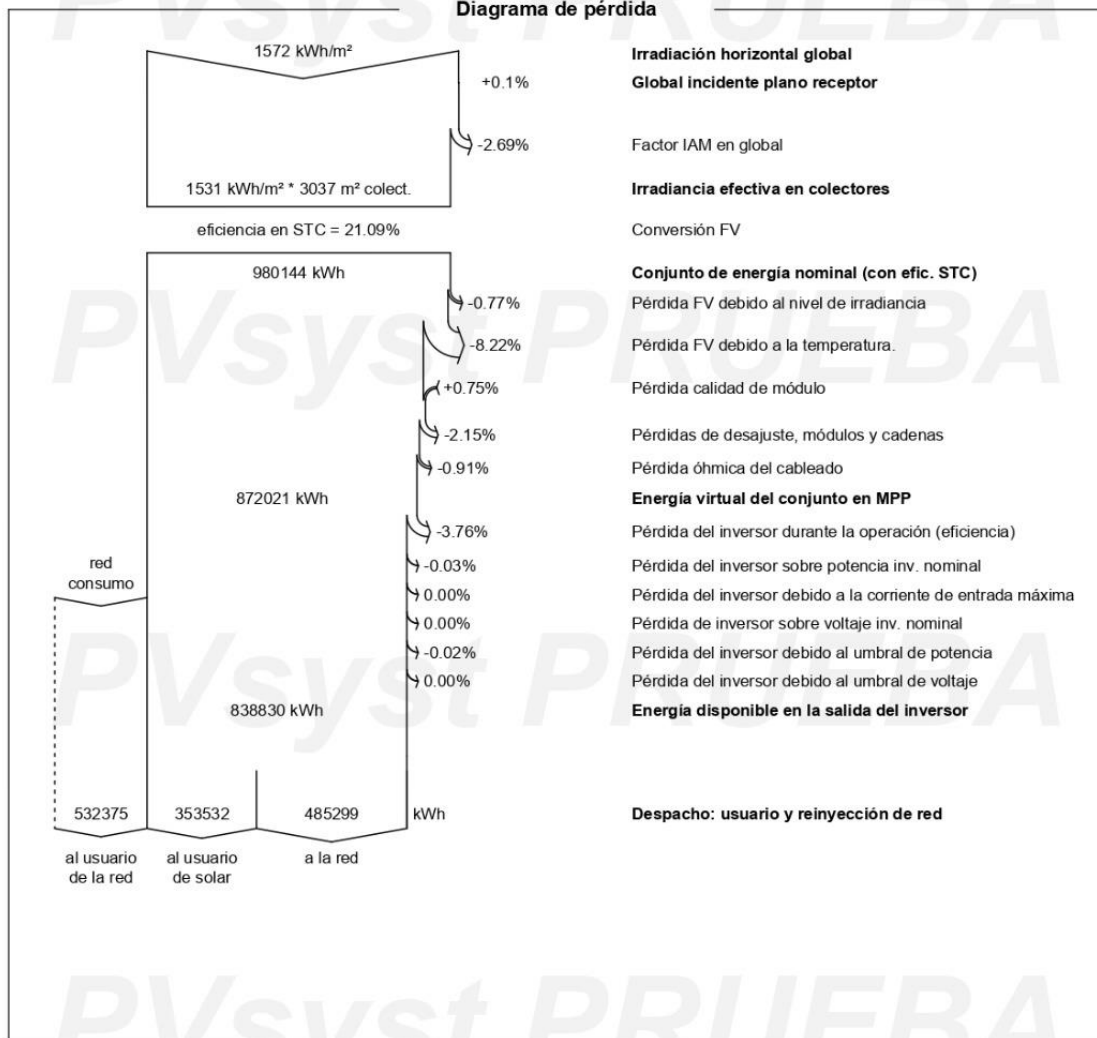 Diagrama de pérdida
1572 kWh/m²
Irradiación horizontal global
+0.1%
Global incidente plano receptor
-2.69%
Factor IAM en global
1531 kWh/m² * 3037 m² colect.
Irradiancia efectiva en colectores
eficiencia en STC = 21.09%
Conversión FV
980144 kWh
Conjunto de energía nominal (con efic. STC)
-0.77%
Pérdida FV debido al nivel de irradiancia
-8.22%
Pérdida FV debido a la temperatura.
+0.75%
Pérdida calidad de módulo
-2.15%
Pérdidas de desajuste, módulos y cadenas
-0.91%
Pérdida óhmica del cableado
872021 kWh
Energía virtual del conjunto en MPP
-3.76%
Pérdida del inversor durante la operación (eficiencia)
red
consumo
-0.03%
Pérdida del inversor sobre potencia inv. nominal
0.00%
Pérdida del inversor debido a la corriente de entrada máxima
0.00%
Pérdida de inversor sobre voltaje inv. nominal
-0.02%
Pérdida del inversor debido al umbral de potencia
0.00%
Pérdida del inversor debido al umbral de voltaje
838830 kWh
Energía disponible en la salida del inversor
532375
353532
485299
kWh
Despacho: usuario y reinyección de red
al usuario
de la red
al usuario
de solar
a la red
PVsyst PRUEBA
PVsyst PRUEBA
PVsyst PRUEBA
PVsyst PRUEBA